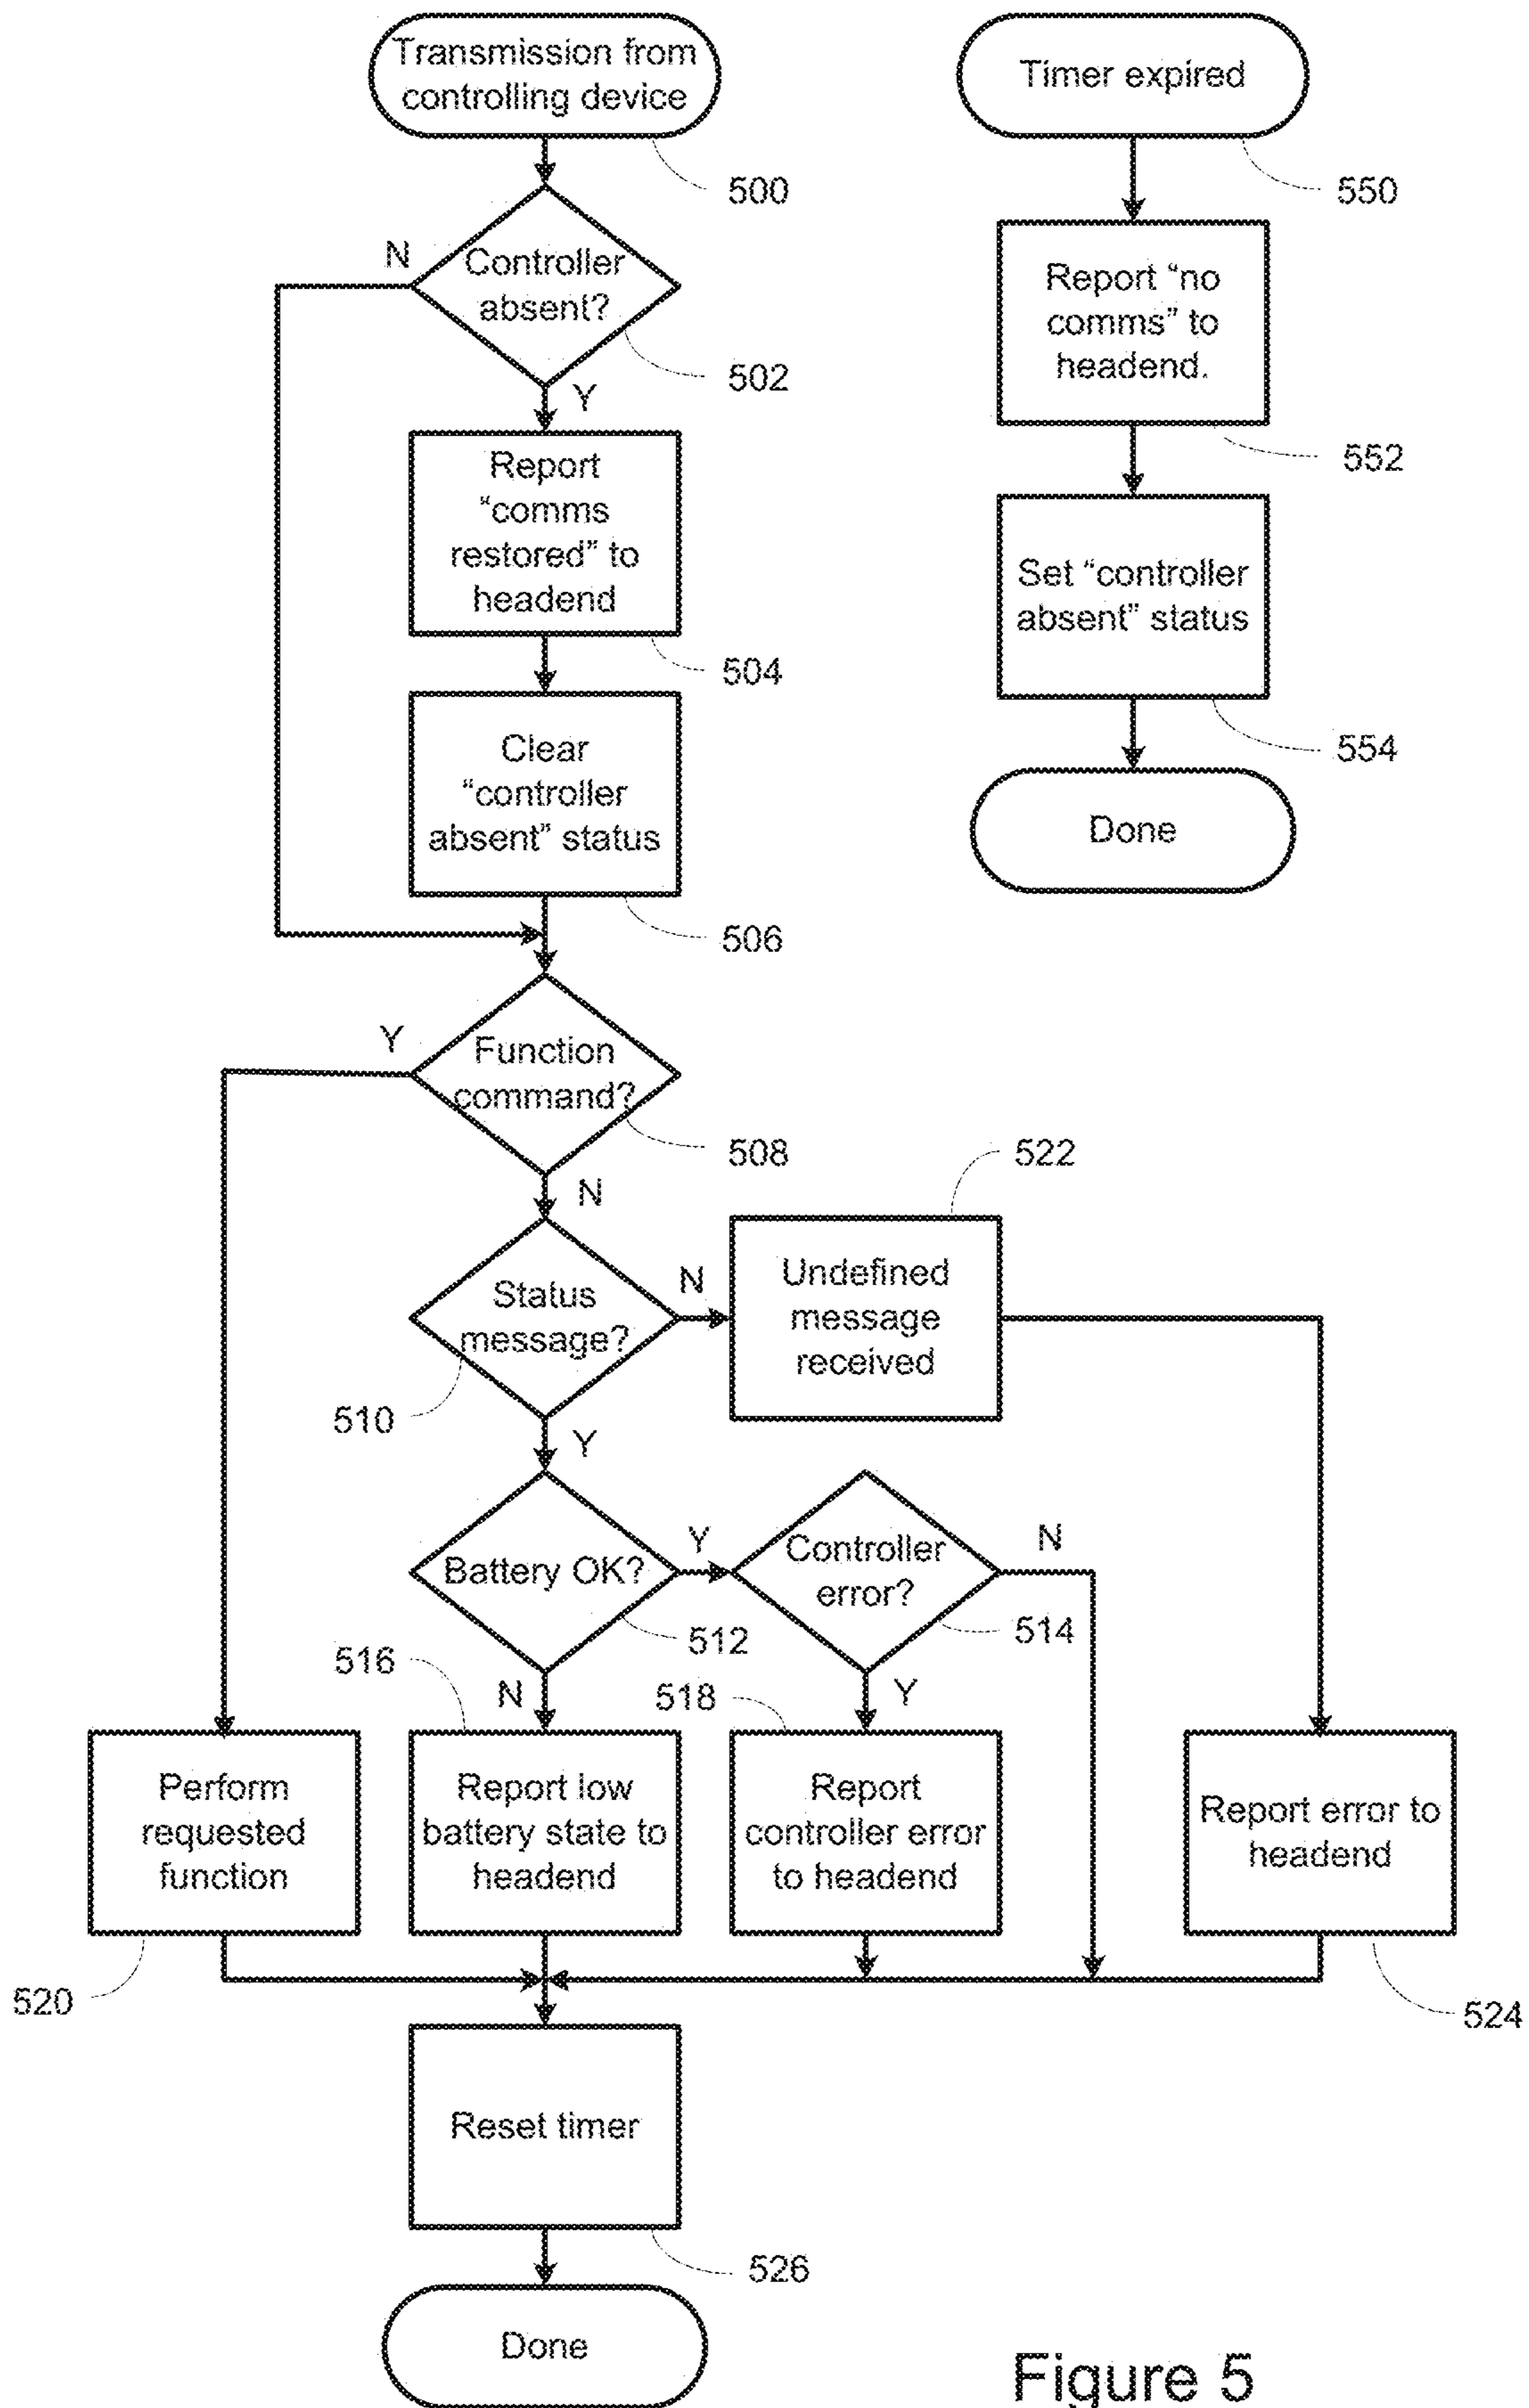 Transmission from
controlling device
500
N
Controller
absent?
502
Y
Report
“comms
restored” to
headend
504
Clear
“controller
absent” status
506
Y
Function
command?
508
N
Status
message?
510
N
Undefined
message
received
522
Y
Battery OK?
512
Y
Controller
error?
514
N
516
N
518
Y
Perform
requested
function
520
Report low
battery state to
headend
Report
controller error
to headend
Report error to
headend
524
Reset timer
526
Done
Timer expired
550
Report “no
comms” to
headend.
552
Set “controller
absent” status
554
Done
Figure 5